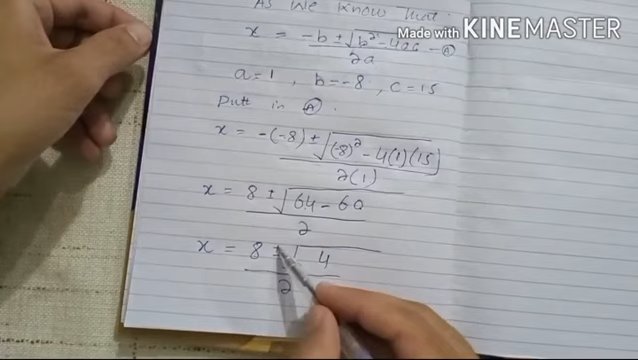 As we know that.
Made with KINEMASTER
x = -b ± √b² - 4ac - Ⓐ
2a
a=1 , b=-8 , c=15
Putt in Ⓐ.
x = -(-8) ± √(-8)² - 4(1)(15)
2(1)
x = 8 ± √64 - 60
2
x = 8 ± √4
2